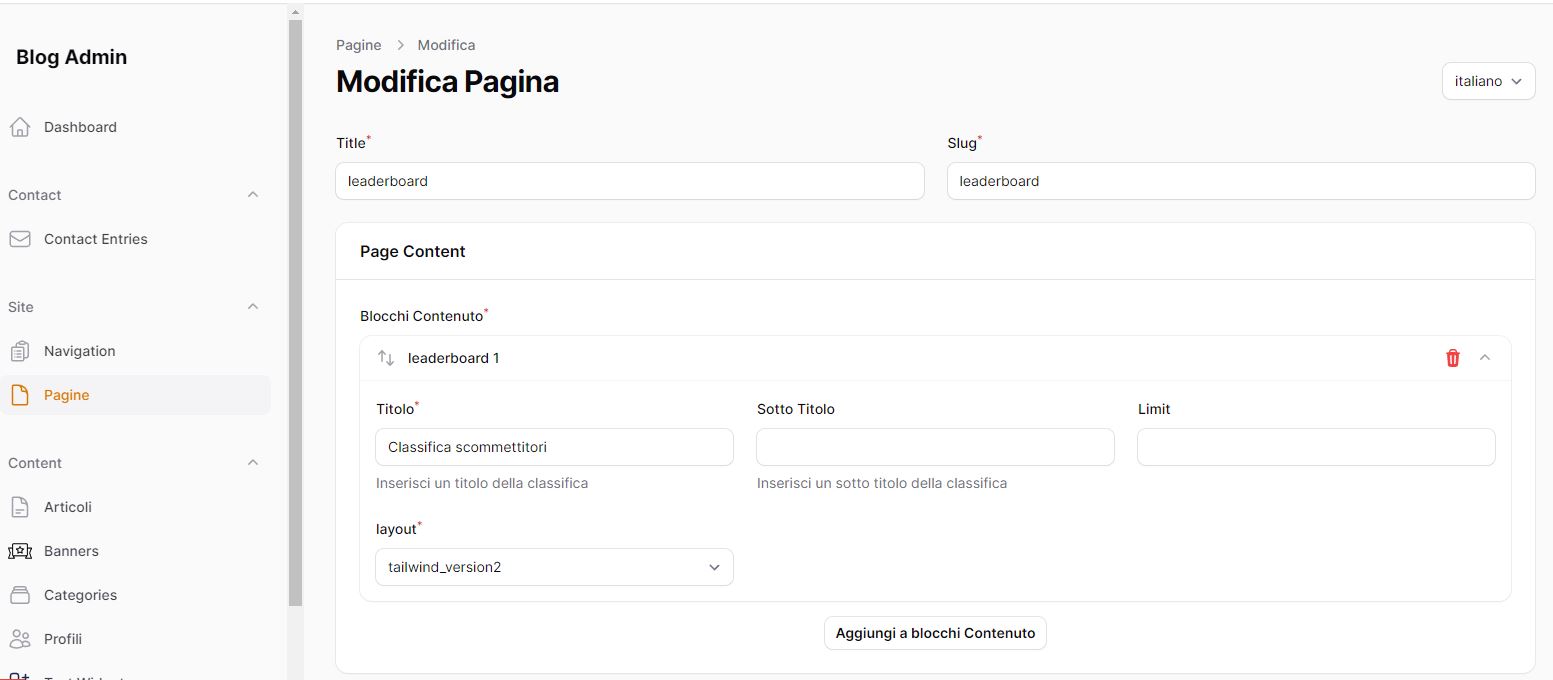 Blog Admin
Dashboard
Contact
Contact Entries
Site
Navigation
Pagine
Content
Articoli
Banners
Categories
Profili
Pagine > Modifica
Modifica Pagina
italiano
Title*
leaderboard
Slug*
leaderboard
Page Content
Blocchi Contenuto*
leaderboard 1
Titolo*
Classifica scommettitori
Inserisci un titolo della classifica
Sotto Titolo
Inserisci un sotto titolo della classifica
Limit
layout*
tailwind_version2
Aggiungi a blocchi Contenuto